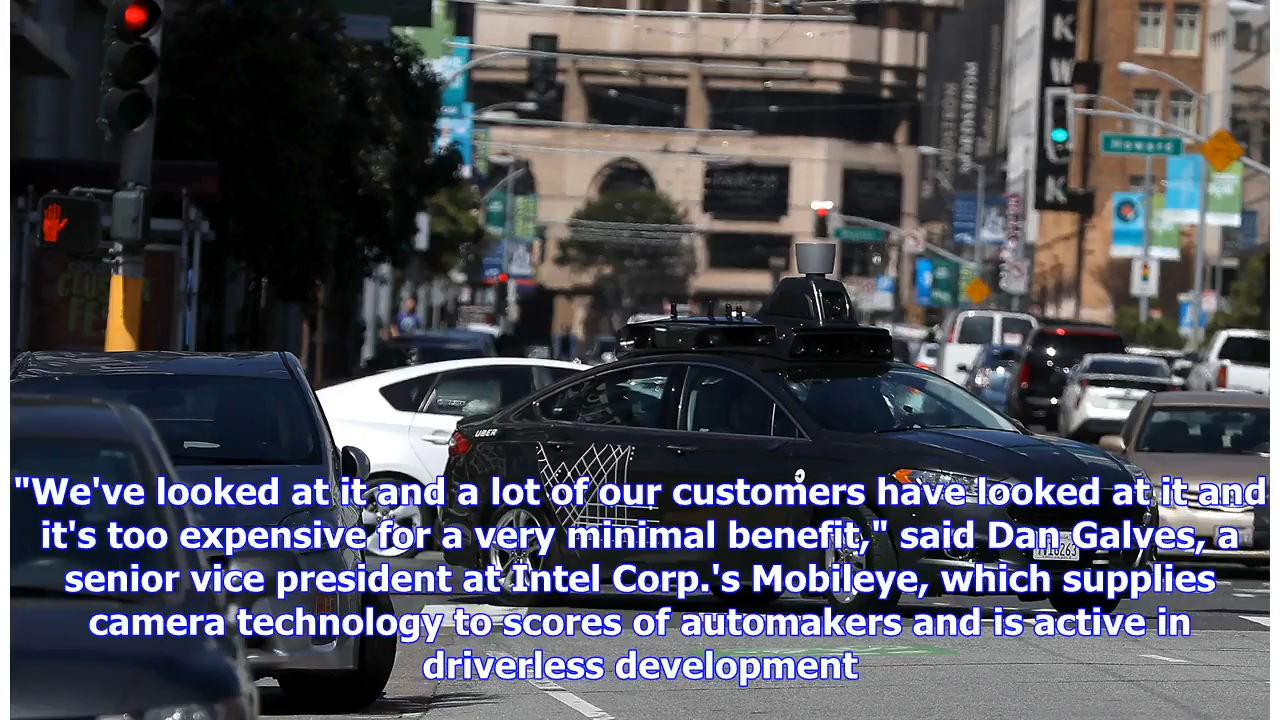 KWK
Howard
NORDSTROM
UBER
"We've looked at it and a lot of our customers have looked at it and
it's too expensive for a very minimal benefit," said Dan Galves, a
senior vice president at Intel Corp.'s Mobileye, which supplies
camera technology to scores of automakers and is active in
driverless development